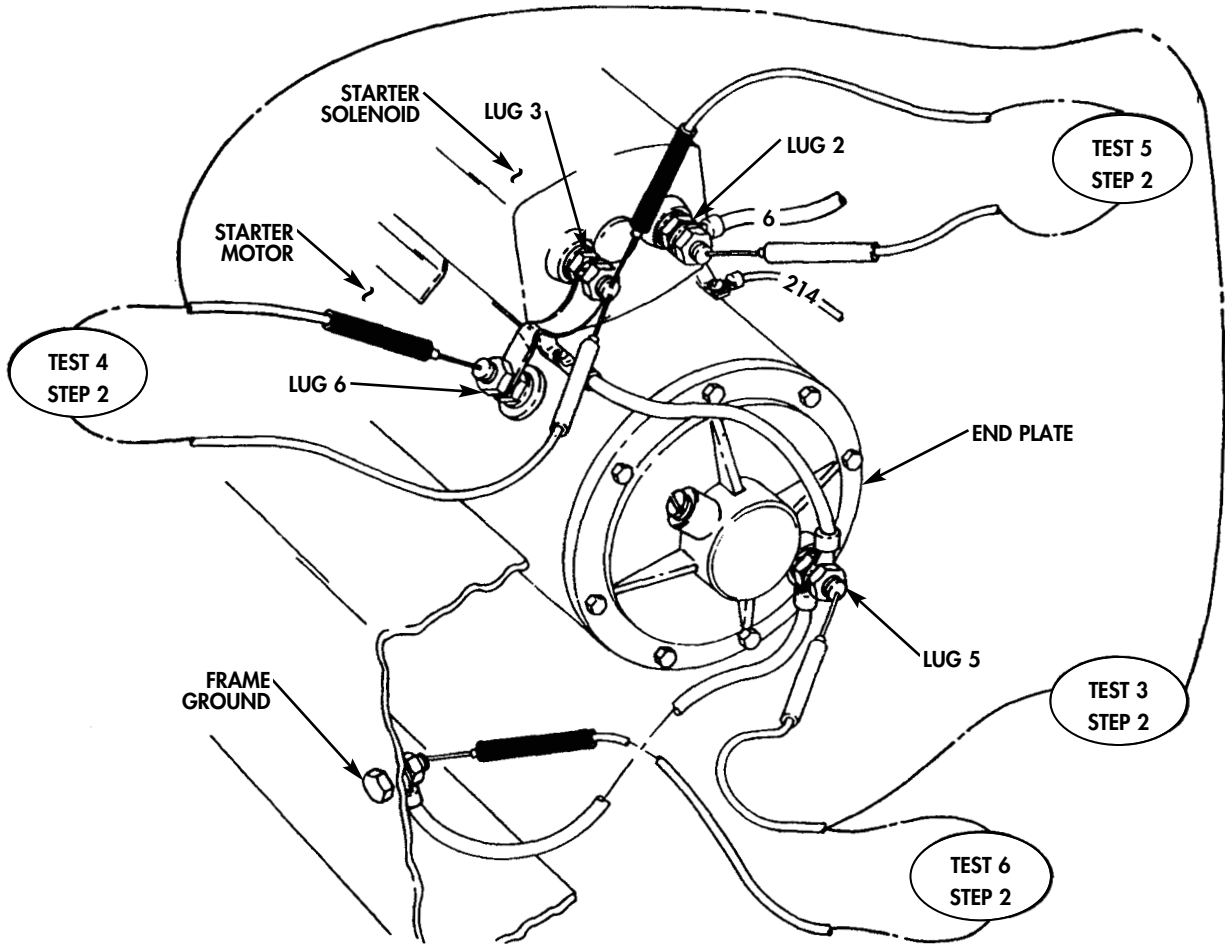 STARTER
SOLENOID
LUG 3
LUG 2
TEST 5
STEP 2
6
STARTER
MOTOR
214
TEST 4
STEP 2
LUG 6
END PLATE
LUG 5
FRAME
GROUND
TEST 3
STEP 2
TEST 6
STEP 2